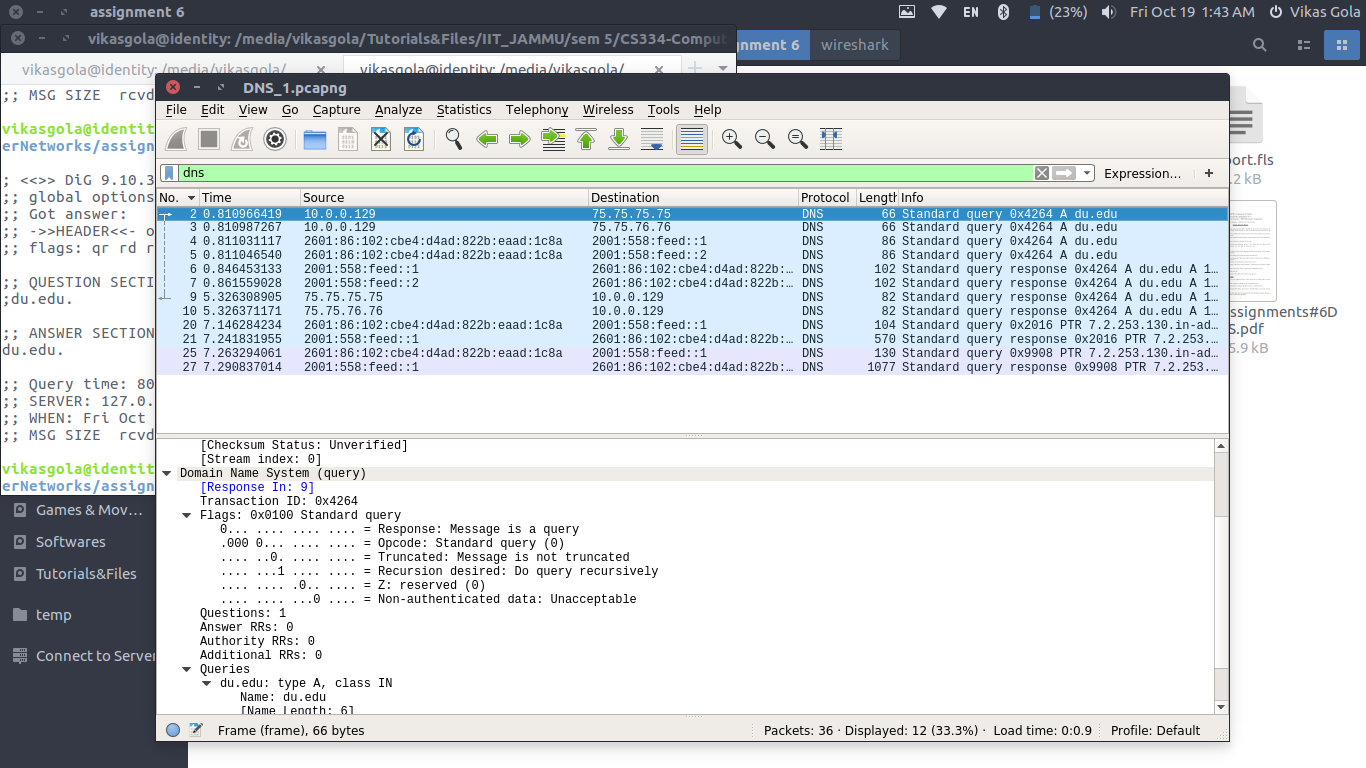 assignment 6
EN (23%) Fri Oct 19 1:43 AM Vikas Gola
vikasgola@identity: /media/vikasgola/Tutorials&Files/IIT_JAMMU/sem 5/CS334-Comput
gnment 6 wireshark
vikasgola@identity: /media/vikasgola/ vikasgola@identity: /media/vikasgola/
;; MSG SIZE rcvd
vikasgola@identit
erNetworks/assign
; <<>> DiG 9.10.3
;; global options
;; Got answer:
;; ->>HEADER<<- o
;; flags: qr rd r
;; QUESTION SECTI
;du.edu.
;; ANSWER SECTION
du.edu.
;; Query time: 80
;; SERVER: 127.0.
;; WHEN: Fri Oct
;; MSG SIZE rcvd
vikasgola@identit
erNetworks/assign
Games & Mov…
Softwares
Tutorials&Files
temp
Connect to Server
DNS_1.pcapng
File Edit View Go Capture Analyze Statistics Telephony Wireless Tools Help
dns Expression… +
No. Time Source Destination Protocol Length Info
2 0.810966419 10.0.0.129 75.75.75.75 DNS 66 Standard query 0x4264 A du.edu
3 0.810987267 10.0.0.129 75.75.76.76 DNS 66 Standard query 0x4264 A du.edu
4 0.811031117 2601:86:102:cbe4:d4ad:822b:eaad:1c8a 2001:558:feed::1 DNS 86 Standard query 0x4264 A du.edu
5 0.811046540 2601:86:102:cbe4:d4ad:822b:eaad:1c8a 2001:558:feed::2 DNS 86 Standard query 0x4264 A du.edu
6 0.846453133 2001:558:feed::1 2601:86:102:cbe4:d4ad:822b:… DNS 102 Standard query response 0x4264 A du.edu A 1…
7 0.861559028 2001:558:feed::2 2601:86:102:cbe4:d4ad:822b:… DNS 102 Standard query response 0x4264 A du.edu A 1…
9 5.326308905 75.75.75.75 10.0.0.129 DNS 82 Standard query response 0x4264 A du.edu A 1…
10 5.326371171 75.75.76.76 10.0.0.129 DNS 82 Standard query response 0x4264 A du.edu A 1…
20 7.146284234 2601:86:102:cbe4:d4ad:822b:eaad:1c8a 2001:558:feed::1 DNS 104 Standard query 0x2016 PTR 7.2.253.130.in-ad…
21 7.241831955 2001:558:feed::1 2601:86:102:cbe4:d4ad:822b:… DNS 570 Standard query response 0x2016 PTR 7.2.253.…
25 7.263294061 2601:86:102:cbe4:d4ad:822b:eaad:1c8a 2001:558:feed::1 DNS 130 Standard query 0x9908 PTR 7.2.253.130.in-ad…
27 7.290837014 2001:558:feed::1 2601:86:102:cbe4:d4ad:822b:… DNS 1077 Standard query response 0x9908 PTR 7.2.253.…
[Checksum Status: Unverified]
[Stream index: 0]
Domain Name System (query)
[Response In: 9]
Transaction ID: 0x4264
Flags: 0x0100 Standard query
0... .... .... .... = Response: Message is a query
.000 0... .... .... = Opcode: Standard query (0)
.... ..0. .... .... = Truncated: Message is not truncated
.... ...1 .... .... = Recursion desired: Do query recursively
.... .... .0.. .... = Z: reserved (0)
.... .... ...0 .... = Non-authenticated data: Unacceptable
Questions: 1
Answer RRs: 0
Authority RRs: 0
Additional RRs: 0
Queries
du.edu: type A, class IN
Name: du.edu
[Name Length: 6]
Frame (frame), 66 bytes Packets: 36 · Displayed: 12 (33.3%) · Load time: 0:0.9 Profile: Default
port.fls
.2 kB
ssignments#6D
S.pdf
5.9 kB